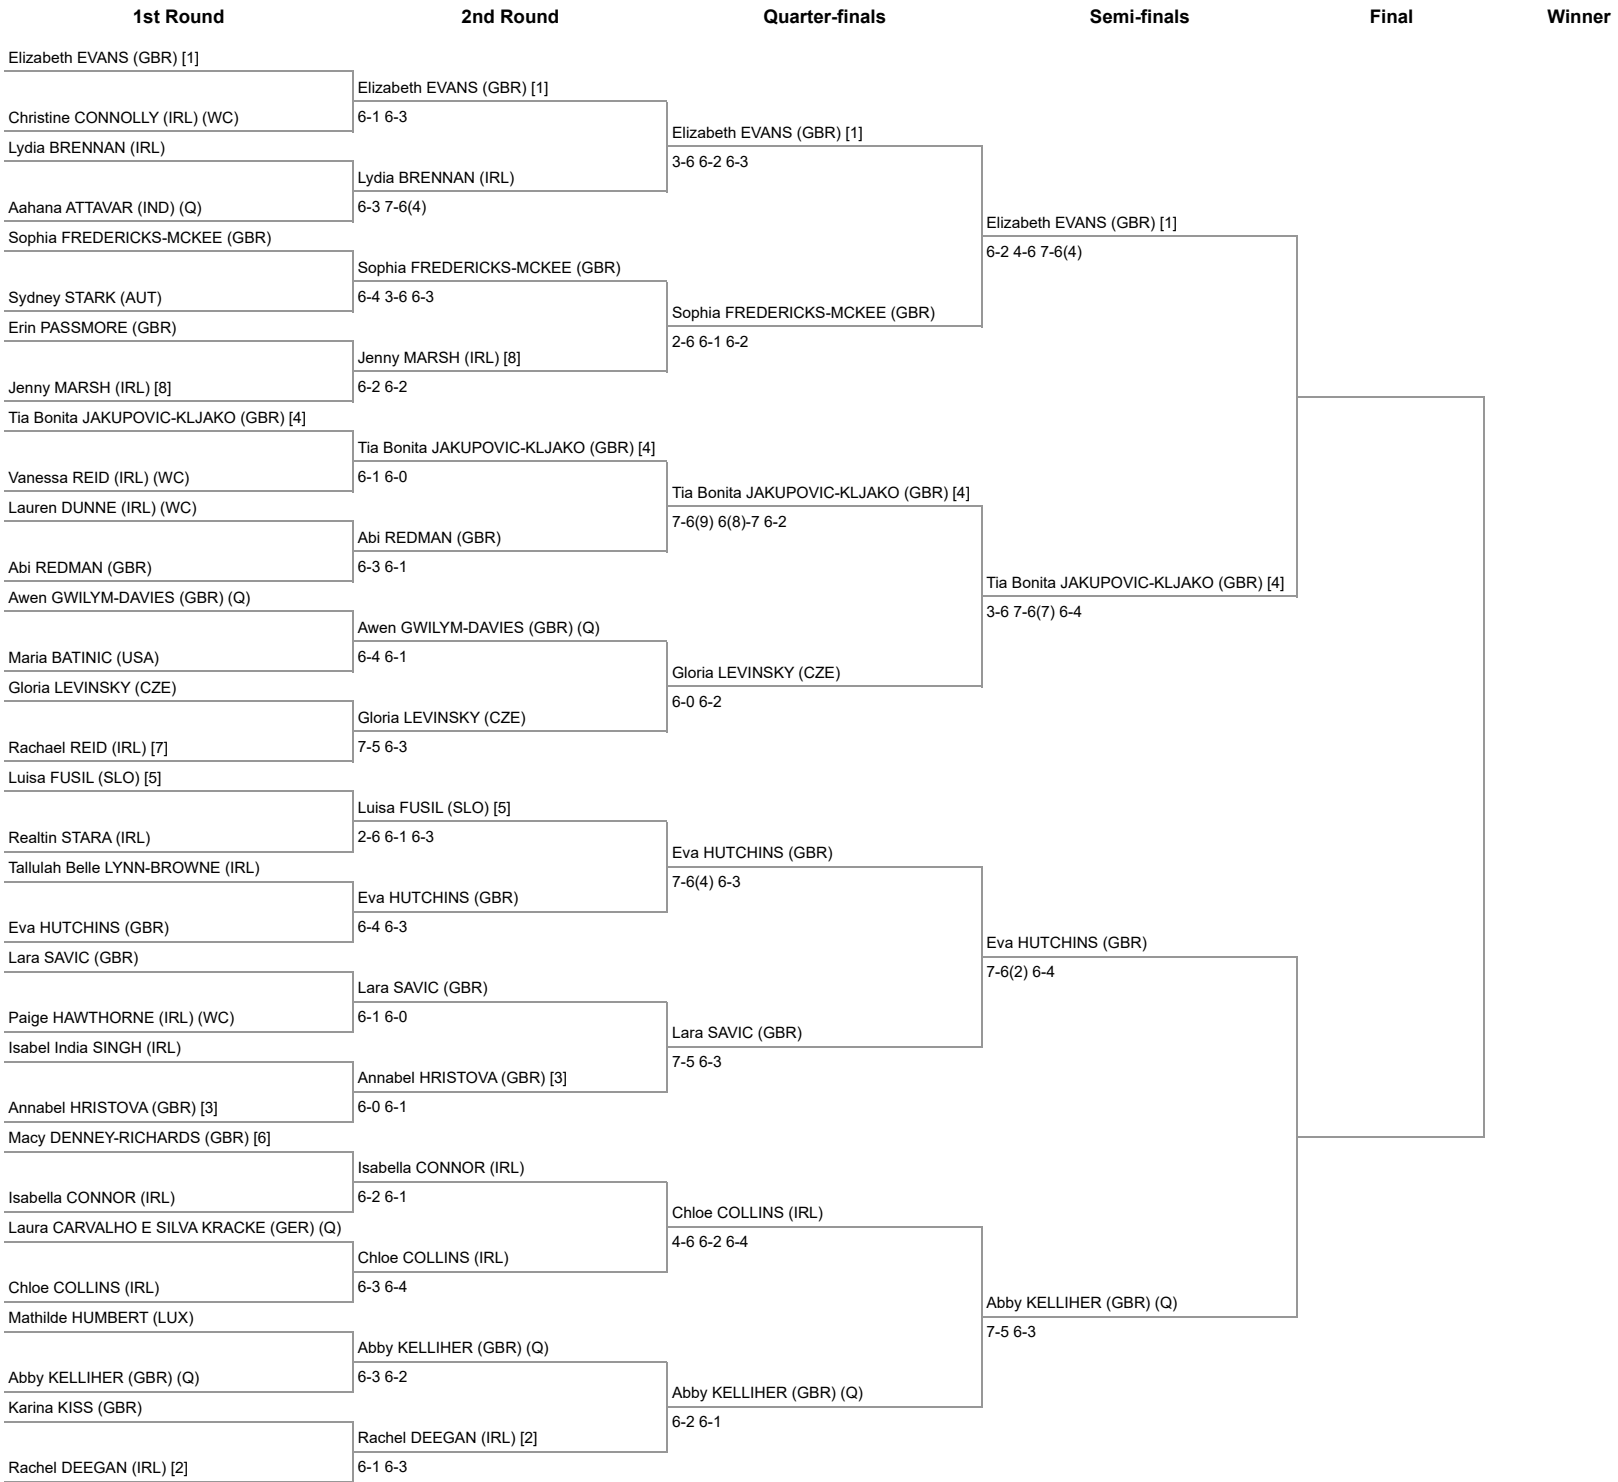 1st Round
2nd Round
Quarter-finals
Semi-finals
Final
Winner
Elizabeth EVANS (GBR) [1]
Christine CONNOLLY (IRL) (WC)
Lydia BRENNAN (IRL)
Aahana ATTAVAR (IND) (Q)
Sophia FREDERICKS-MCKEE (GBR)
Sydney STARK (AUT)
Erin PASSMORE (GBR)
Jenny MARSH (IRL) [8]
Tia Bonita JAKUPOVIC-KLJAKO (GBR) [4]
Vanessa REID (IRL) (WC)
Lauren DUNNE (IRL) (WC)
Abi REDMAN (GBR)
Awen GWILYM-DAVIES (GBR) (Q)
Maria BATINIC (USA)
Gloria LEVINSKY (CZE)
Rachael REID (IRL) [7]
Luisa FUSIL (SLO) [5]
Realtin STARA (IRL)
Tallulah Belle LYNN-BROWNE (IRL)
Eva HUTCHINS (GBR)
Lara SAVIC (GBR)
Paige HAWTHORNE (IRL) (WC)
Isabel India SINGH (IRL)
Annabel HRISTOVA (GBR) [3]
Macy DENNEY-RICHARDS (GBR) [6]
Isabella CONNOR (IRL)
Laura CARVALHO E SILVA KRACKE (GER) (Q)
Chloe COLLINS (IRL)
Mathilde HUMBERT (LUX)
Abby KELLIHER (GBR) (Q)
Karina KISS (GBR)
Rachel DEEGAN (IRL) [2]
Elizabeth EVANS (GBR) [1]
6-1 6-3
Lydia BRENNAN (IRL)
6-3 7-6(4)
Sophia FREDERICKS-MCKEE (GBR)
6-4 3-6 6-3
Jenny MARSH (IRL) [8]
6-2 6-2
Tia Bonita JAKUPOVIC-KLJAKO (GBR) [4]
6-1 6-0
Abi REDMAN (GBR)
6-3 6-1
Awen GWILYM-DAVIES (GBR) (Q)
6-4 6-1
Gloria LEVINSKY (CZE)
7-5 6-3
Luisa FUSIL (SLO) [5]
2-6 6-1 6-3
Eva HUTCHINS (GBR)
6-4 6-3
Lara SAVIC (GBR)
6-1 6-0
Annabel HRISTOVA (GBR) [3]
6-0 6-1
Isabella CONNOR (IRL)
6-2 6-1
Chloe COLLINS (IRL)
6-3 6-4
Abby KELLIHER (GBR) (Q)
6-3 6-2
Rachel DEEGAN (IRL) [2]
6-1 6-3
Elizabeth EVANS (GBR) [1]
3-6 6-2 6-3
Sophia FREDERICKS-MCKEE (GBR)
2-6 6-1 6-2
Tia Bonita JAKUPOVIC-KLJAKO (GBR) [4]
7-6(9) 6(8)-7 6-2
Gloria LEVINSKY (CZE)
6-0 6-2
Eva HUTCHINS (GBR)
7-6(4) 6-3
Lara SAVIC (GBR)
7-5 6-3
Chloe COLLINS (IRL)
4-6 6-2 6-4
Abby KELLIHER (GBR) (Q)
6-2 6-1
Elizabeth EVANS (GBR) [1]
6-2 4-6 7-6(4)
Tia Bonita JAKUPOVIC-KLJAKO (GBR) [4]
3-6 7-6(7) 6-4
Eva HUTCHINS (GBR)
7-6(2) 6-4
Abby KELLIHER (GBR) (Q)
7-5 6-3